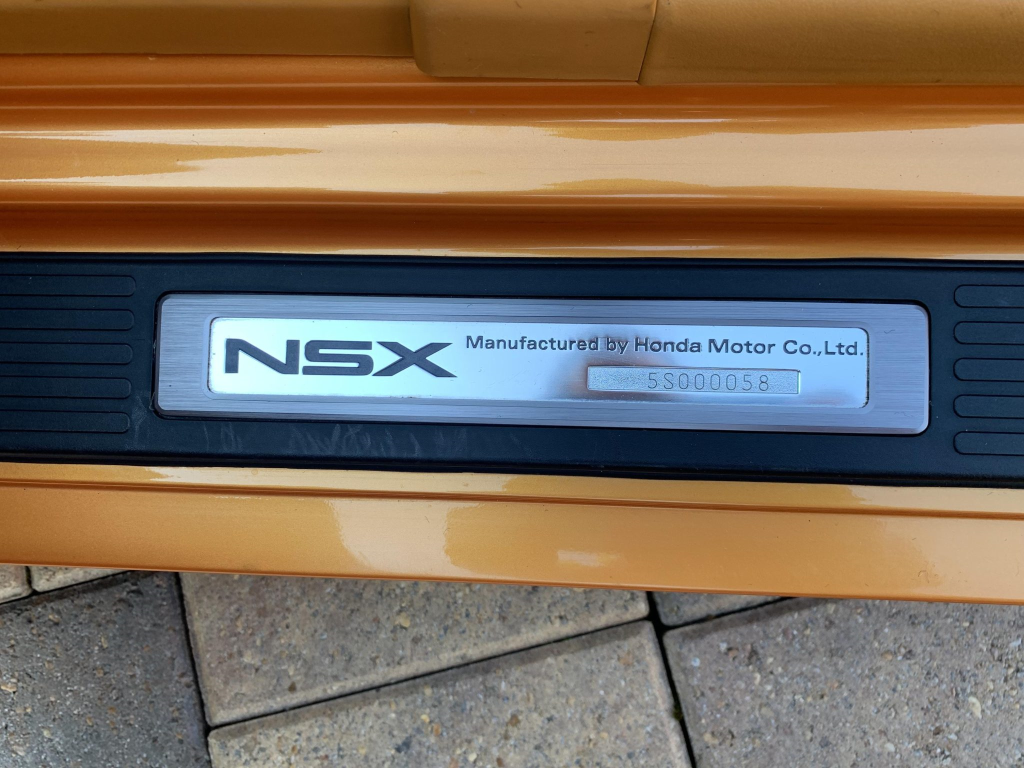 NSX
Manufactured by Honda Motor Co.,Ltd.
5S000058